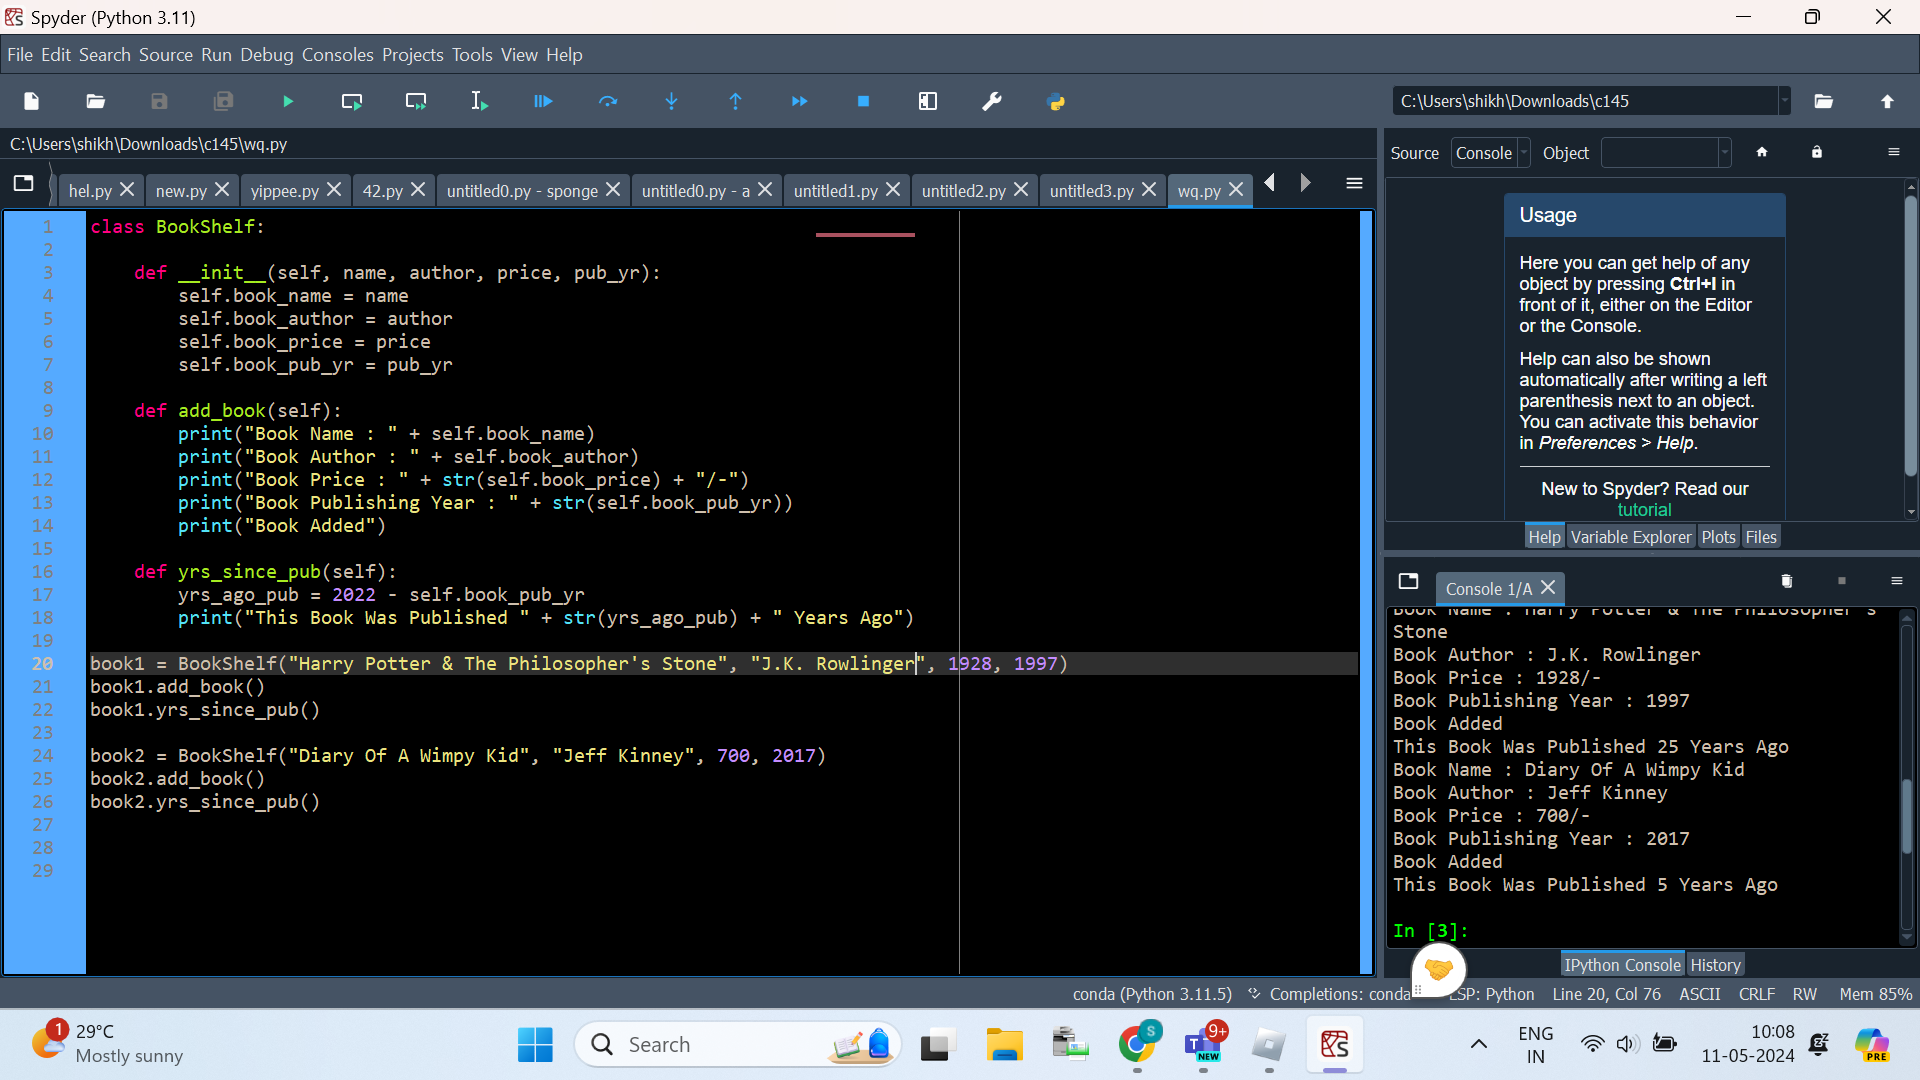 Spyder (Python 3.11)
File Edit Search Source Run Debug Consoles Projects Tools View Help
C:\Users\shikh\Downloads\c145
C:\Users\shikh\Downloads\c145\wq.py
hel.py
new.py
yippee.py
42.py
untitled0.py - sponge
untitled0.py - a
untitled1.py
untitled2.py
untitled3.py
wq.py
1 class BookShelf:
2
3 def __init__(self, name, author, price, pub_yr):
4 self.book_name = name
5 self.book_author = author
6 self.book_price = price
7 self.book_pub_yr = pub_yr
8
9 def add_book(self):
10 print("Book Name : " + self.book_name)
11 print("Book Author : " + self.book_author)
12 print("Book Price : " + str(self.book_price) + "/-")
13 print("Book Publishing Year : " + str(self.book_pub_yr))
14 print("Book Added")
15
16 def yrs_since_pub(self):
17 yrs_ago_pub = 2022 - self.book_pub_yr
18 print("This Book Was Published " + str(yrs_ago_pub) + " Years Ago")
19
20 book1 = BookShelf("Harry Potter & The Philosopher's Stone", "J.K. Rowlinger", 1928, 1997)
21 book1.add_book()
22 book1.yrs_since_pub()
23
24 book2 = BookShelf("Diary Of A Wimpy Kid", "Jeff Kinney", 700, 2017)
25 book2.add_book()
26 book2.yrs_since_pub()
27
28
29
Source Console Object
Usage
Here you can get help of any
object by pressing Ctrl+I in
front of it, either on the Editor
or the Console.
Help can also be shown
automatically after writing a left
parenthesis next to an object.
You can activate this behavior
in Preferences > Help.
New to Spyder? Read our
tutorial
Help Variable Explorer Plots Files
Console 1/A
Book Name : Harry Potter & The Philosopher's
Stone
Book Author : J.K. Rowlinger
Book Price : 1928/-
Book Publishing Year : 1997
Book Added
This Book Was Published 25 Years Ago
Book Name : Diary Of A Wimpy Kid
Book Author : Jeff Kinney
Book Price : 700/-
Book Publishing Year : 2017
Book Added
This Book Was Published 5 Years Ago
In [3]:
IPython Console History
conda (Python 3.11.5) Completions: conda SP: Python Line 20, Col 76 ASCII CRLF RW Mem 85%
1
29°C
Mostly sunny
Search
S
9+
T
NEW
ENG
IN
10:08
11-05-2024
PRE